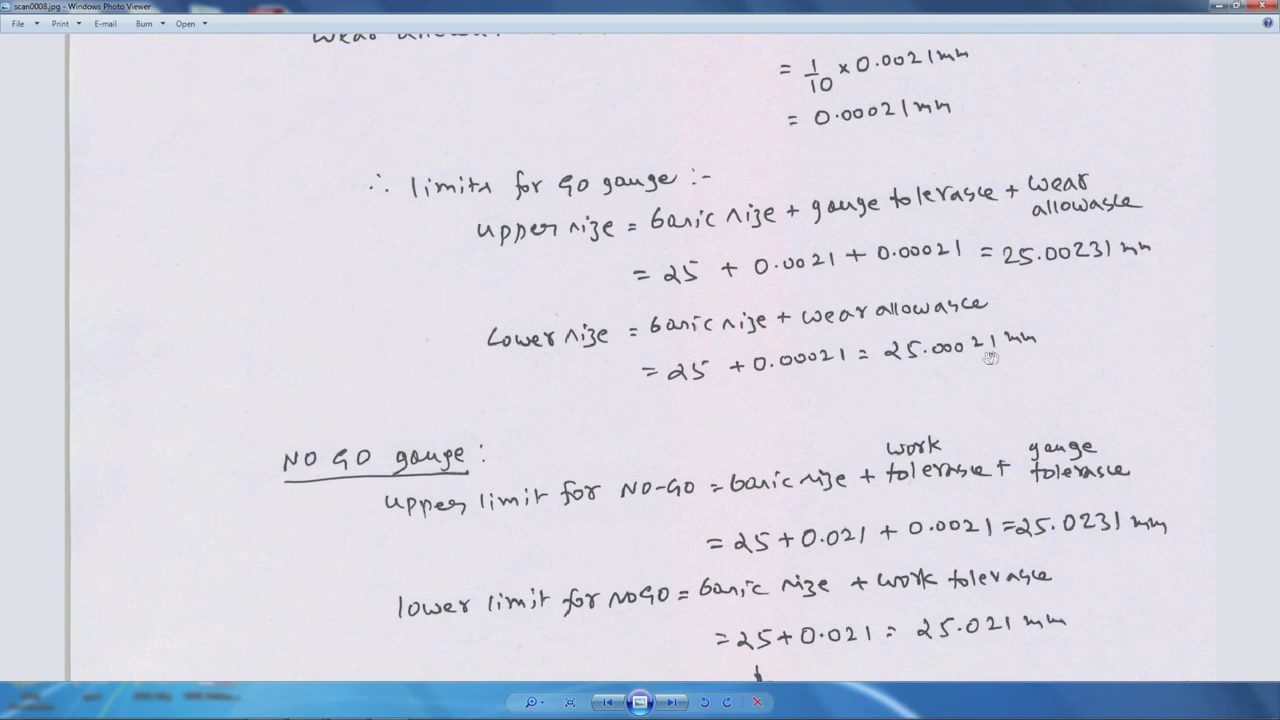 scan0008.jpg - Windows Photo Viewer
File Print E-mail Burn Open
= 1/10 × 0.0021 mm
= 0.00021 mm
∴ limits for GO gauge :-
upper size = basic size + gauge tolerance + wear allowance
= 25 + 0.0021 + 0.00021 = 25.00231 mm
Lower size = basic size + wear allowance
= 25 + 0.00021 = 25.00021 mm
NO GO gauge :
upper limit for NO-GO = basic size + work tolerance + gauge tolerance
= 25 + 0.021 + 0.0021 = 25.0231 mm
lower limit for NOGO = basic size + work tolerance
= 25 + 0.021 = 25.021 mm